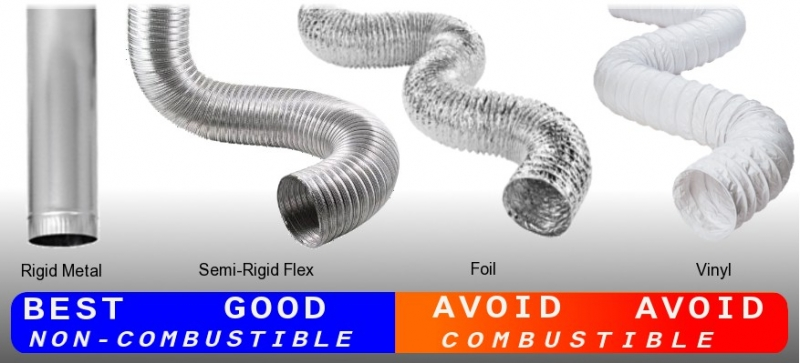 Rigid Metal Semi-Rigid Flex Foil Vinyl
BEST GOOD AVOID AVOID
NON-COMBUSTIBLE COMBUSTIBLE